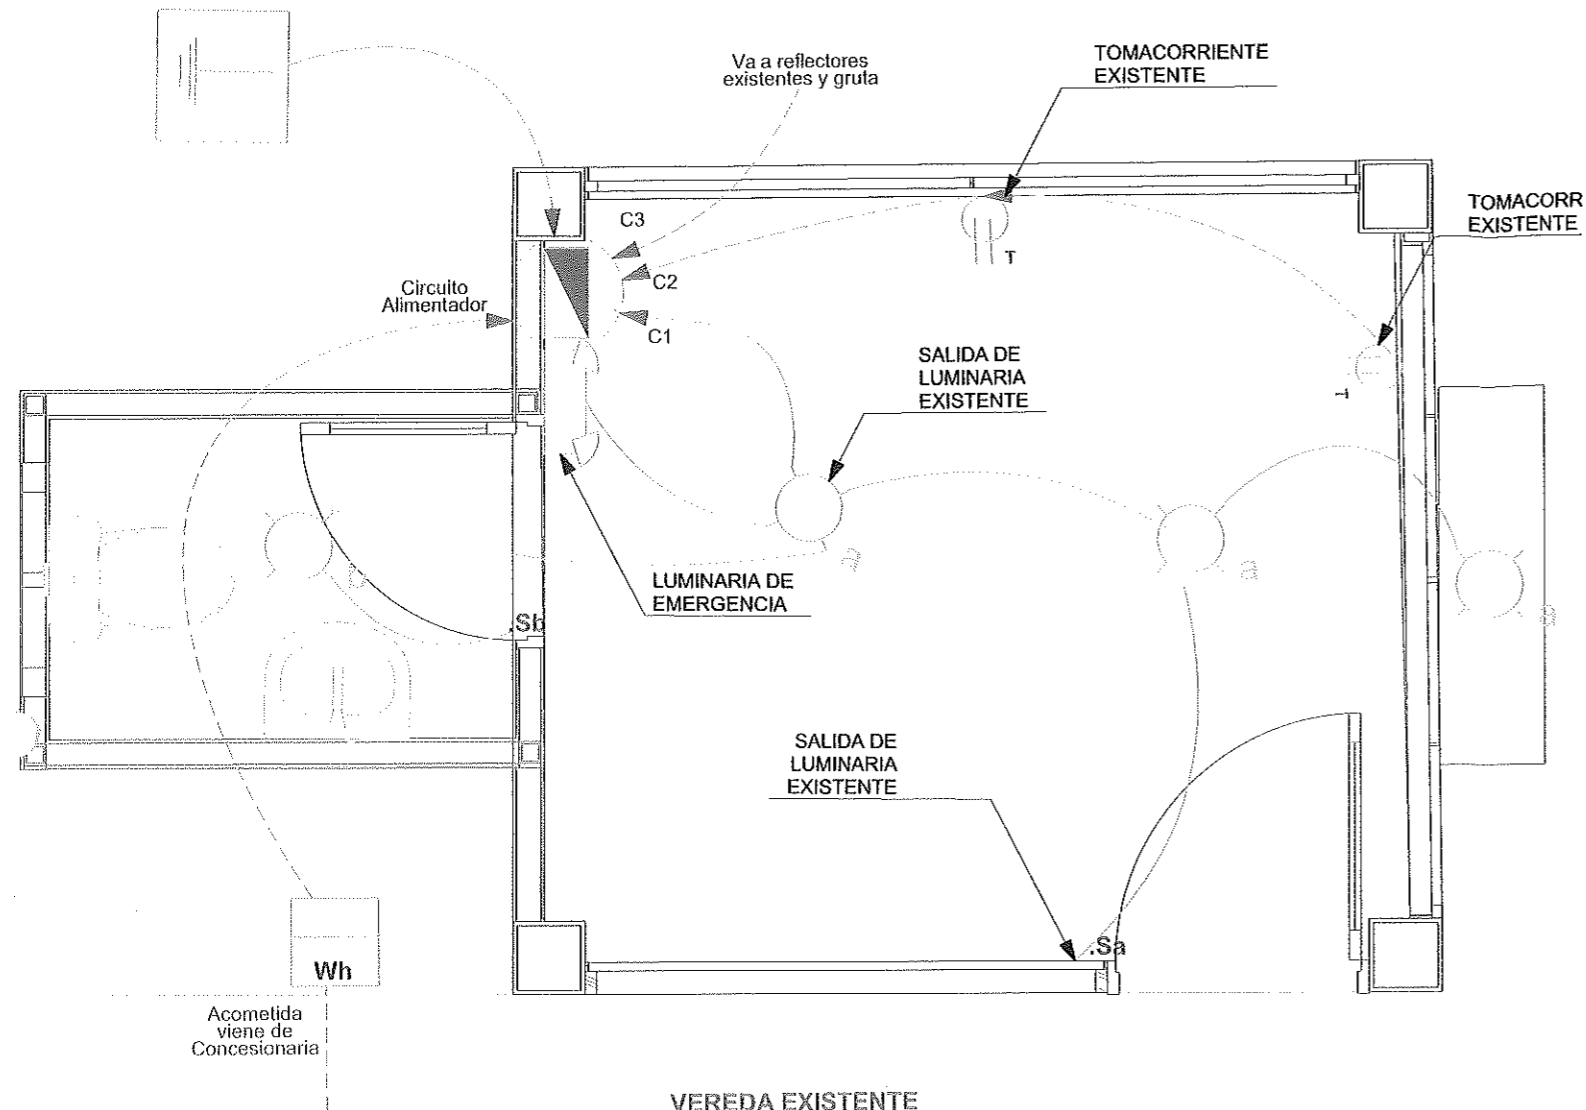 Va a reflectores
existentes y gruta
TOMACORRIENTE
EXISTENTE
TOMACORR
EXISTENTE
C3
T
C2
Circuito
Alimentador
C1
SALIDA DE
LUMINARIA
EXISTENTE
T
a
a
LUMINARIA DE
EMERGENCIA
b
a
.Sb
SALIDA DE
LUMINARIA
EXISTENTE
.Sa
Wh
Acometida
viene de
Concesionaria
VEREDA EXISTENTE